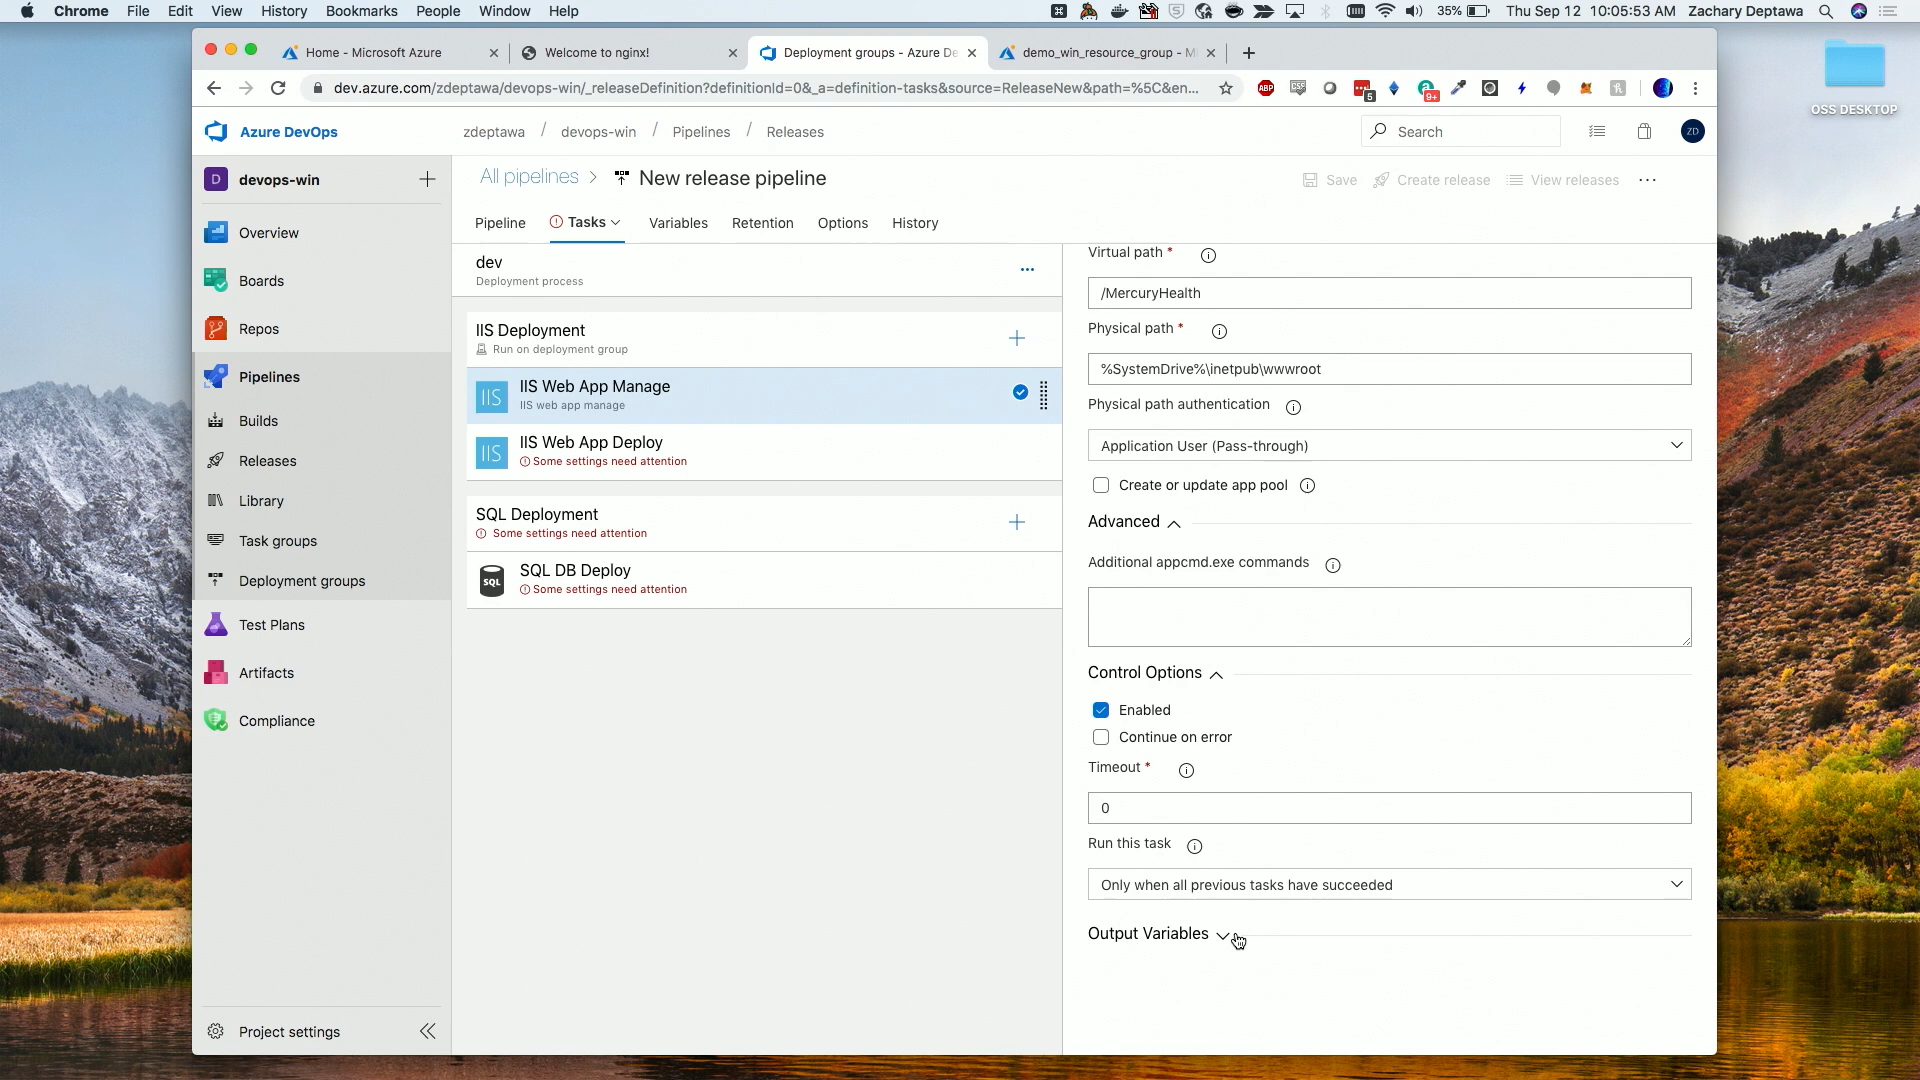 Chrome File Edit View History Bookmarks People Window Help 35% Thu Sep 12 10:05:53 AM Zachary Deptawa
OSS DESKTOP
Home - Microsoft Azure Welcome to nginx! Deployment groups - Azure De demo_win_resource_group - M
dev.azure.com/zdeptawa/devops-win/_releaseDefinition?definitionId=0&_a=definition-tasks&source=ReleaseNew&path=%5C&en...
ABP CSS 5 9+
Azure DevOps zdeptawa / devops-win / Pipelines / Releases Search ZD
D devops-win
Overview
Boards
Repos
Pipelines
Builds
Releases
Library
Task groups
Deployment groups
Test Plans
Artifacts
Compliance
Project settings
All pipelines > New release pipeline Save Create release View releases ...
Pipeline Tasks Variables Retention Options History
dev
Deployment process
IIS Deployment
Run on deployment group
IIS IIS Web App Manage
IIS web app manage
IIS IIS Web App Deploy
Some settings need attention
SQL Deployment
Some settings need attention
SQL SQL DB Deploy
Some settings need attention
Virtual path *
/MercuryHealth
Physical path *
%SystemDrive%\inetpub\wwwroot
Physical path authentication
Application User (Pass-through)
Create or update app pool
Advanced
Additional appcmd.exe commands
Control Options
Enabled
Continue on error
Timeout *
0
Run this task
Only when all previous tasks have succeeded
Output Variables